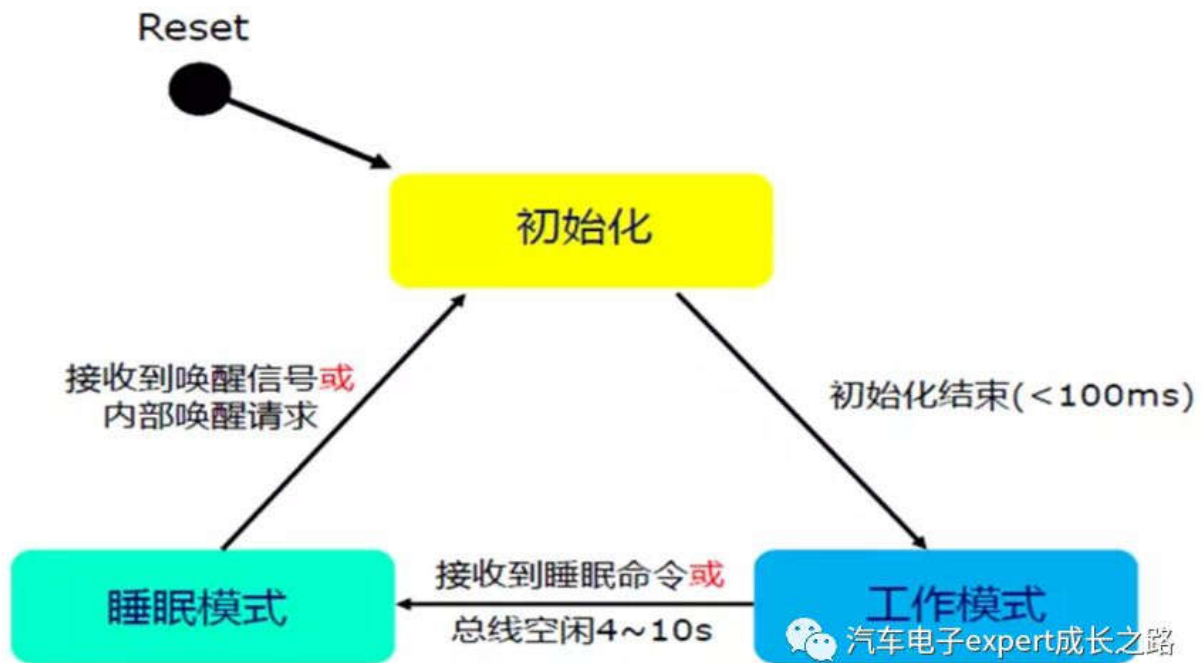 Reset
初始化
接收到唤醒信号或
内部唤醒请求
初始化结束(<100ms)
睡眠模式
接收到睡眠命令或
总线空闲4~10s
工作模式
汽车电子expert成长之路